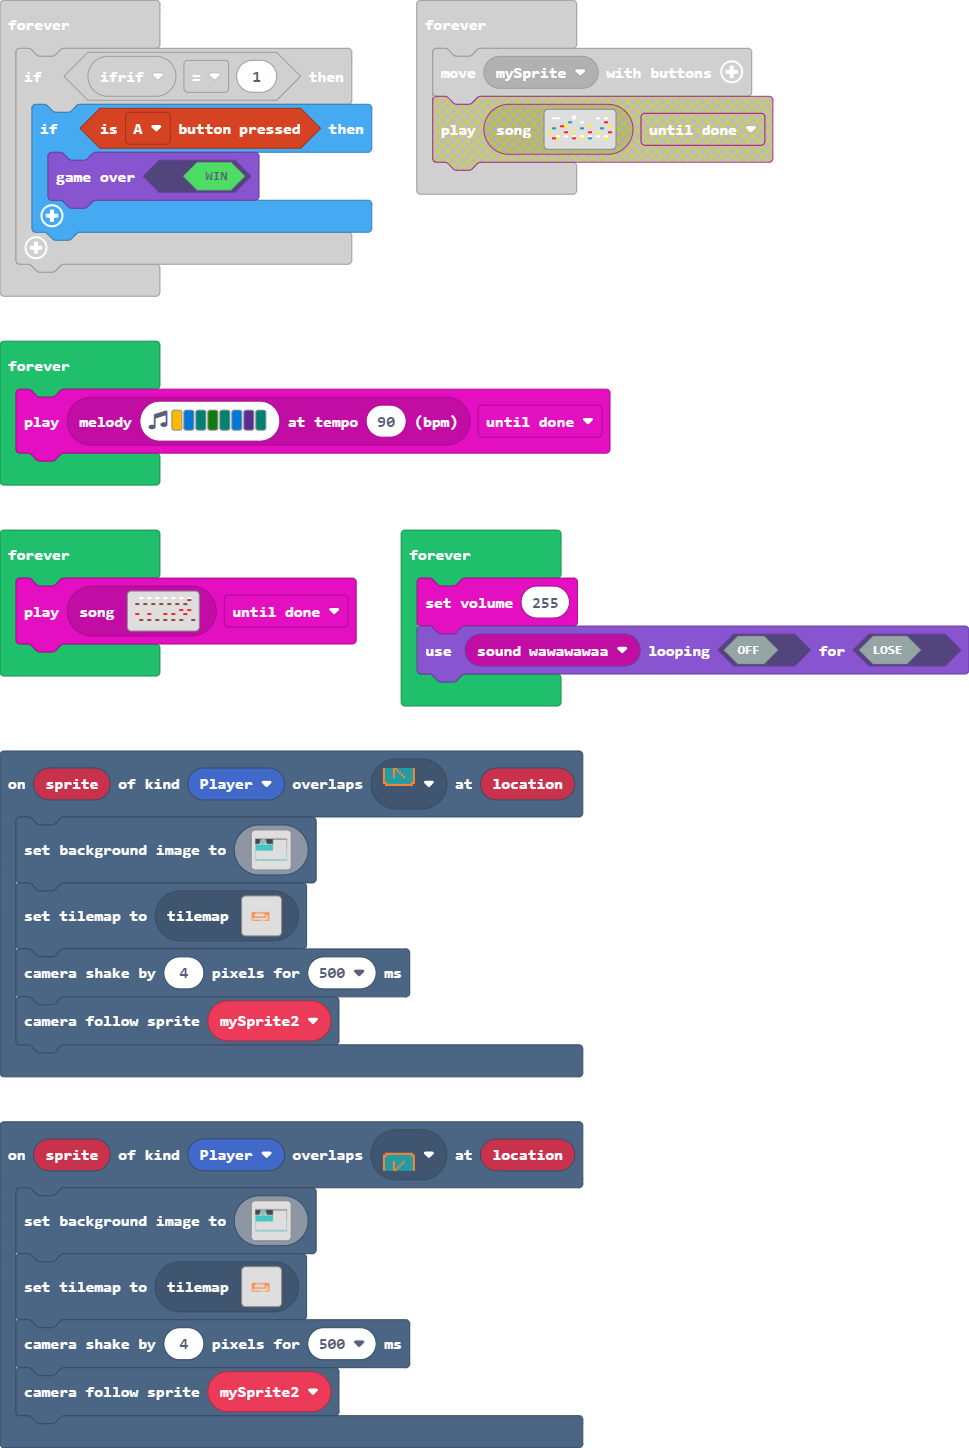 forever
if ifrif = 1 then
if is A button pressed then
game over WIN
forever
move mySprite with buttons
play song until done
forever
play melody at tempo 90 (bpm) until done
forever
play song until done
forever
set volume 255
use sound wawawawaa looping OFF for LOSE
on sprite of kind Player overlaps at location
set background image to
set tilemap to tilemap
camera shake by 4 pixels for 500 ms
camera follow sprite mySprite2
on sprite of kind Player overlaps at location
set background image to
set tilemap to tilemap
camera shake by 4 pixels for 500 ms
camera follow sprite mySprite2